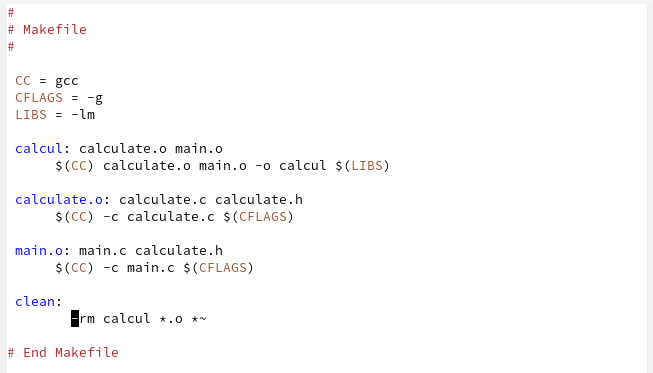 #
# Makefile
#
CC = gcc
CFLAGS = -g
LIBS = -lm
calcul: calculate.o main.o
$(CC) calculate.o main.o -o calcul $(LIBS)
calculate.o: calculate.c calculate.h
$(CC) -c calculate.c $(CFLAGS)
main.o: main.c calculate.h
$(CC) -c main.c $(CFLAGS)
clean:
-rm calcul *.o *~
# End Makefile